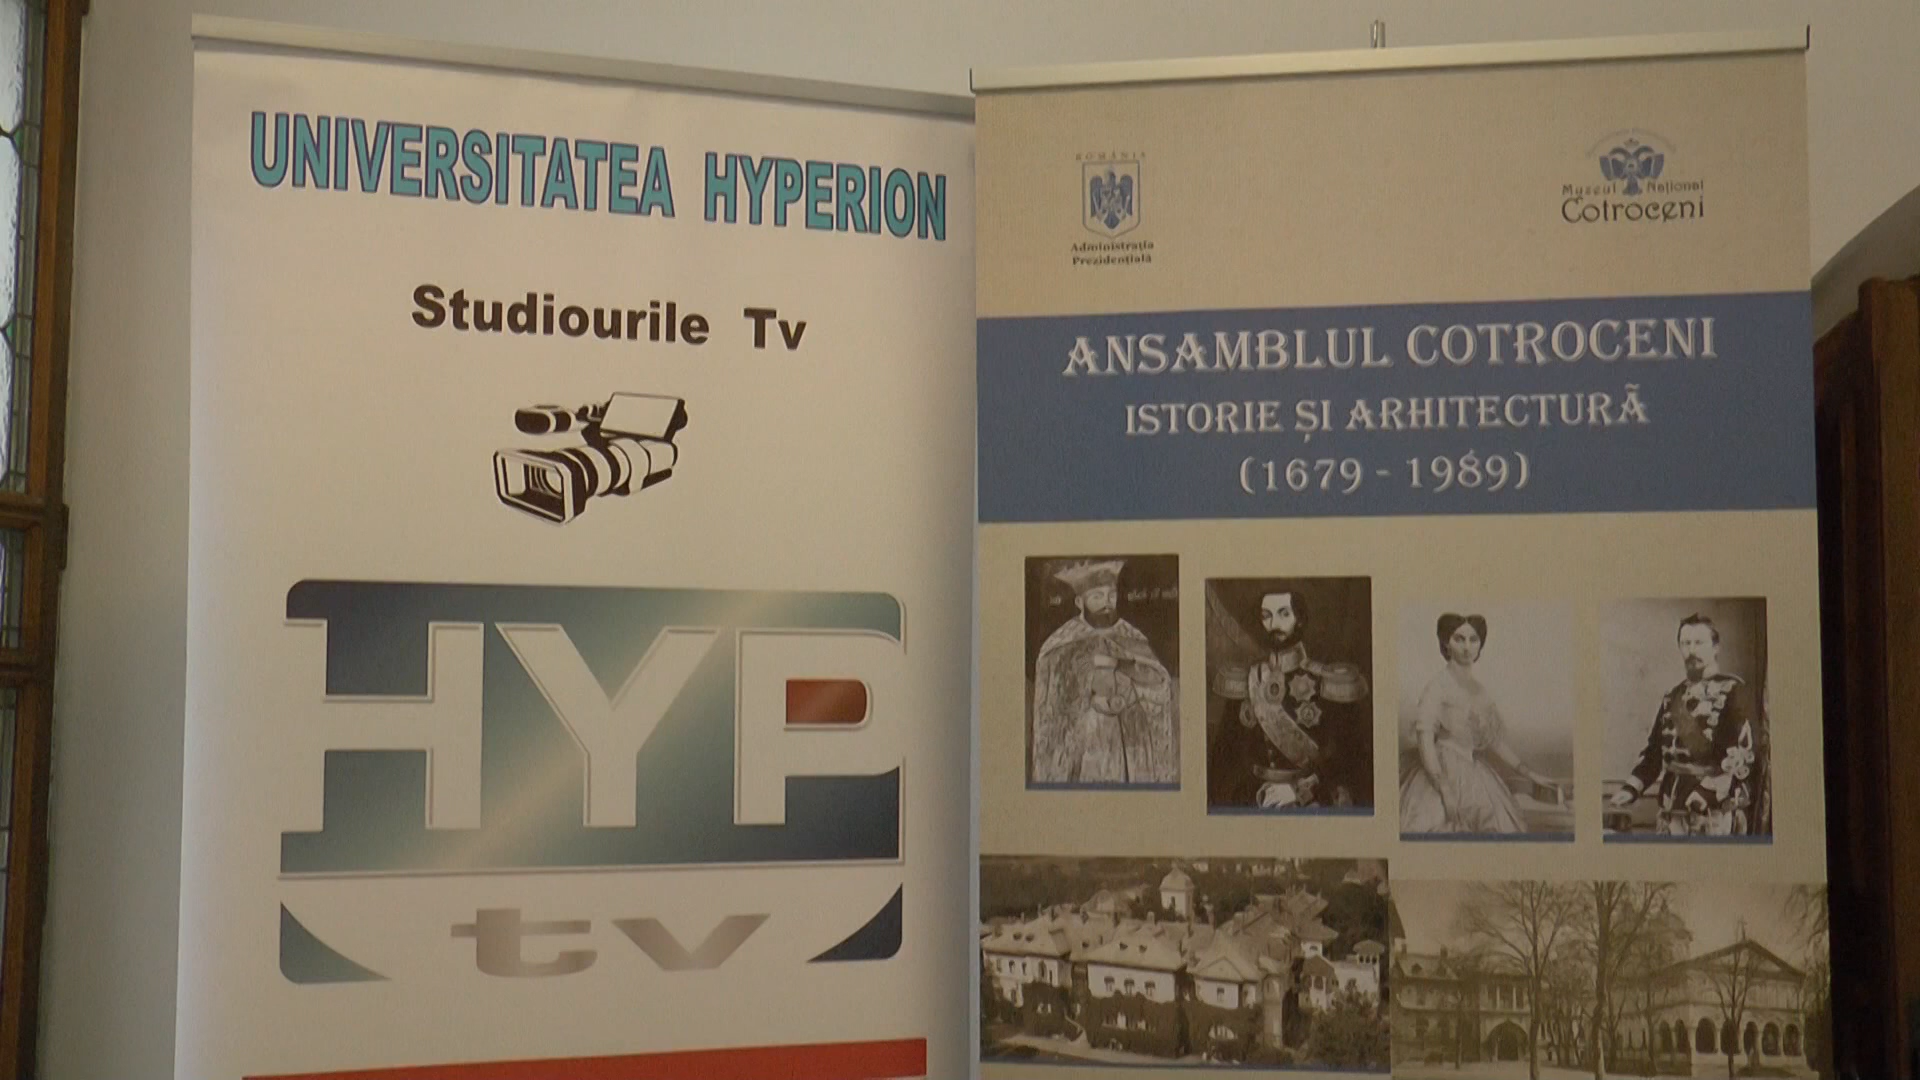 UNIVERSITATEA HYPERION
Studiourile Tv
HYP
tv
ROMÂNIA
Administrația
Prezidențială
Muzeul Național
Cotroceni
ANSAMBLUL COTROCENI
ISTORIE ȘI ARHITECTURÃ
(1679 - 1989)